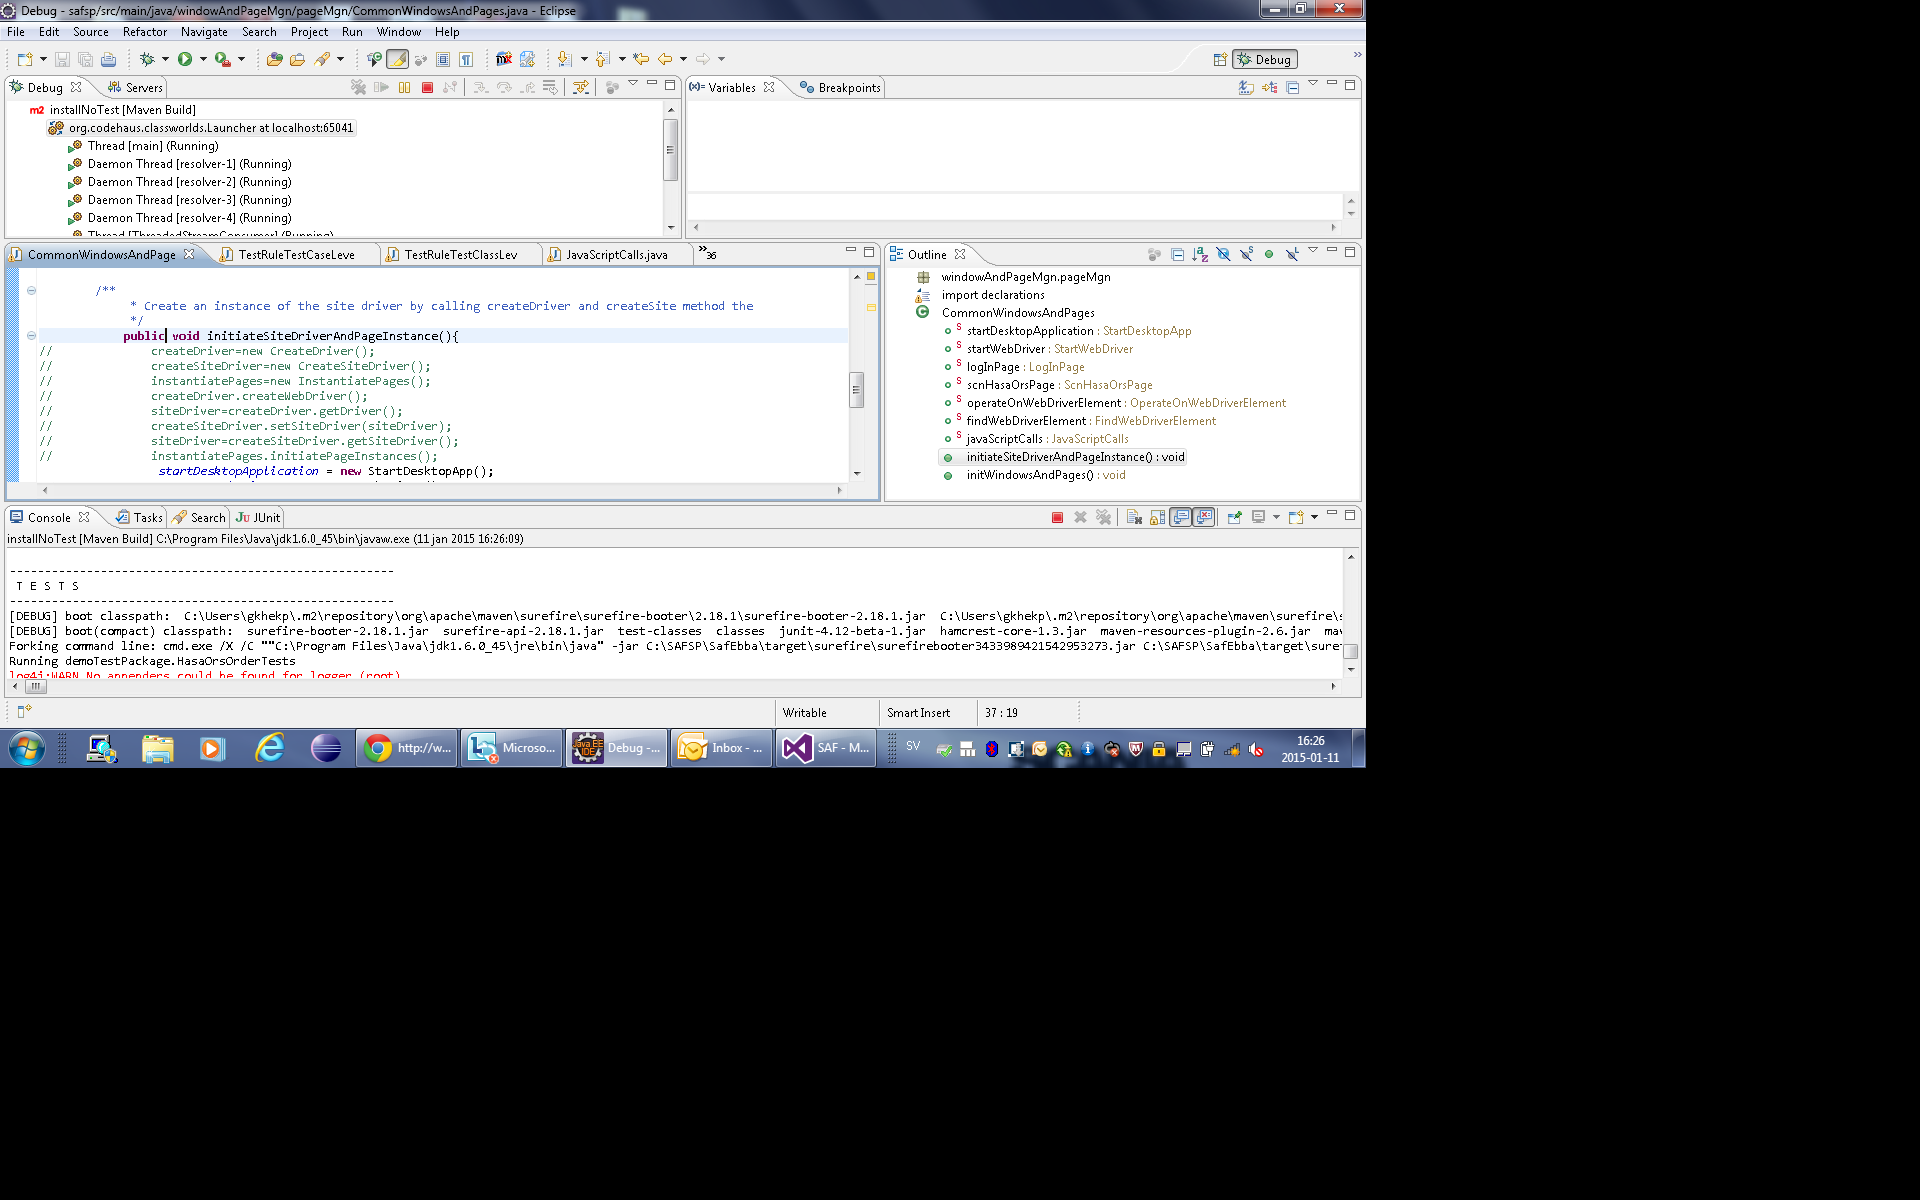 Debug - safsp/src/main/java/windowAndPageMgn/pageMgn/CommonWindowsAndPages.java - Eclipse
File Edit Source Refactor Navigate Search Project Run Window Help
Debug
Debug Servers
installNoTest [Maven Build]
org.codehaus.classworlds.Launcher at localhost:65041
Thread [main] (Running)
Daemon Thread [resolver-1] (Running)
Daemon Thread [resolver-2] (Running)
Daemon Thread [resolver-3] (Running)
Daemon Thread [resolver-4] (Running)
Thread [ThreadedStreamConsumer] (Running)
(x)= Variables Breakpoints
CommonWindowsAndPage TestRuleTestCaseLeve TestRuleTestClassLev JavaScriptCalls.java »36
/**
* Create an instance of the site driver by calling createDriver and createSite method the
*/
public void initiateSiteDriverAndPageInstance(){
// createDriver=new CreateDriver();
// createSiteDriver=new CreateSiteDriver();
// instantiatePages=new InstantiatePages();
// createDriver.createWebDriver();
// siteDriver=createDriver.getDriver();
// createSiteDriver.setSiteDriver(siteDriver);
// siteDriver=createSiteDriver.getSiteDriver();
// instantiatePages.initiatePageInstances();
startDesktopApplication = new StartDesktopApp();
Outline
windowAndPageMgn.pageMgn
import declarations
CommonWindowsAndPages
startDesktopApplication : StartDesktopApp
startWebDriver : StartWebDriver
logInPage : LogInPage
scnHasaOrsPage : ScnHasaOrsPage
operateOnWebDriverElement : OperateOnWebDriverElement
findWebDriverElement : FindWebDriverElement
javaScriptCalls : JavaScriptCalls
initiateSiteDriverAndPageInstance() : void
initWindowsAndPages() : void
Console Tasks Search JUnit
installNoTest [Maven Build] C:\Program Files\Java\jdk1.6.0_45\bin\javaw.exe (11 jan 2015 16:26:09)
-------------------------------------------------------
T E S T S
-------------------------------------------------------
[DEBUG] boot classpath: C:\Users\gkhekp\.m2\repository\org\apache\maven\surefire\surefire-booter\2.18.1\surefire-booter-2.18.1.jar C:\Users\gkhekp\.m2\repository\org\apache\maven\surefire\s
[DEBUG] boot(compact) classpath: surefire-booter-2.18.1.jar surefire-api-2.18.1.jar test-classes classes junit-4.12-beta-1.jar hamcrest-core-1.3.jar maven-resources-plugin-2.6.jar mav
Forking command line: cmd.exe /X /C ""C:\Program Files\Java\jdk1.6.0_45\jre\bin\java" -jar C:\SAFSP\SafEbba\target\surefire\surefirebooter3433989421542953273.jar C:\SAFSP\SafEbba\target\suref
Running demoTestPackage.HasaOrsOrderTests
log4j:WARN No appenders could be found for logger (root)
Writable Smart Insert 37 : 19
http://w... Microso... Debug -... Inbox - ... SAF - M... SV 16:26
2015-01-11